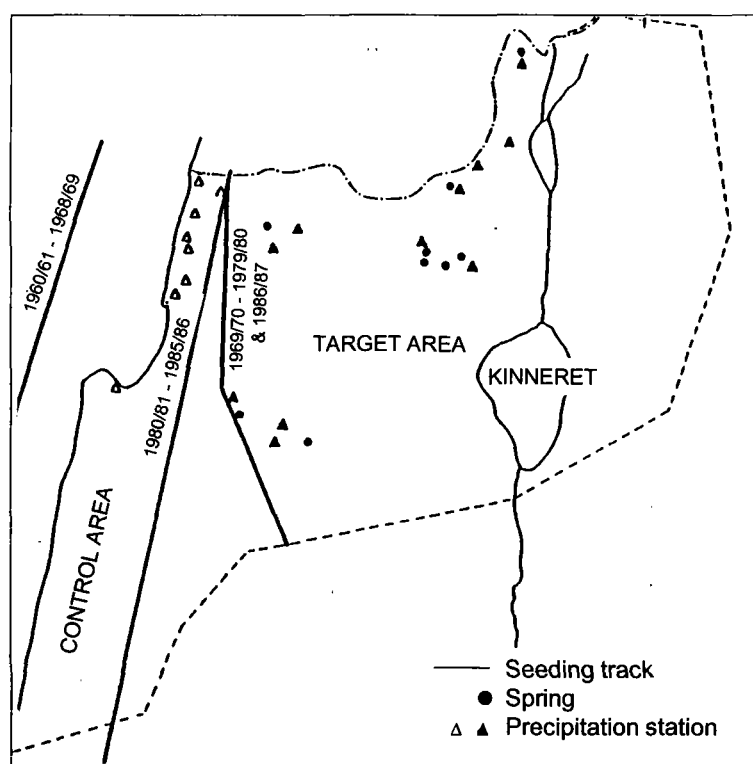 1960/61 - 1968/69
1980/81 - 1985/86
1969/70 - 1979/80
& 1986/87
TARGET AREA
KINNERET
CONTROL AREA
Seeding track
Spring
Precipitation station